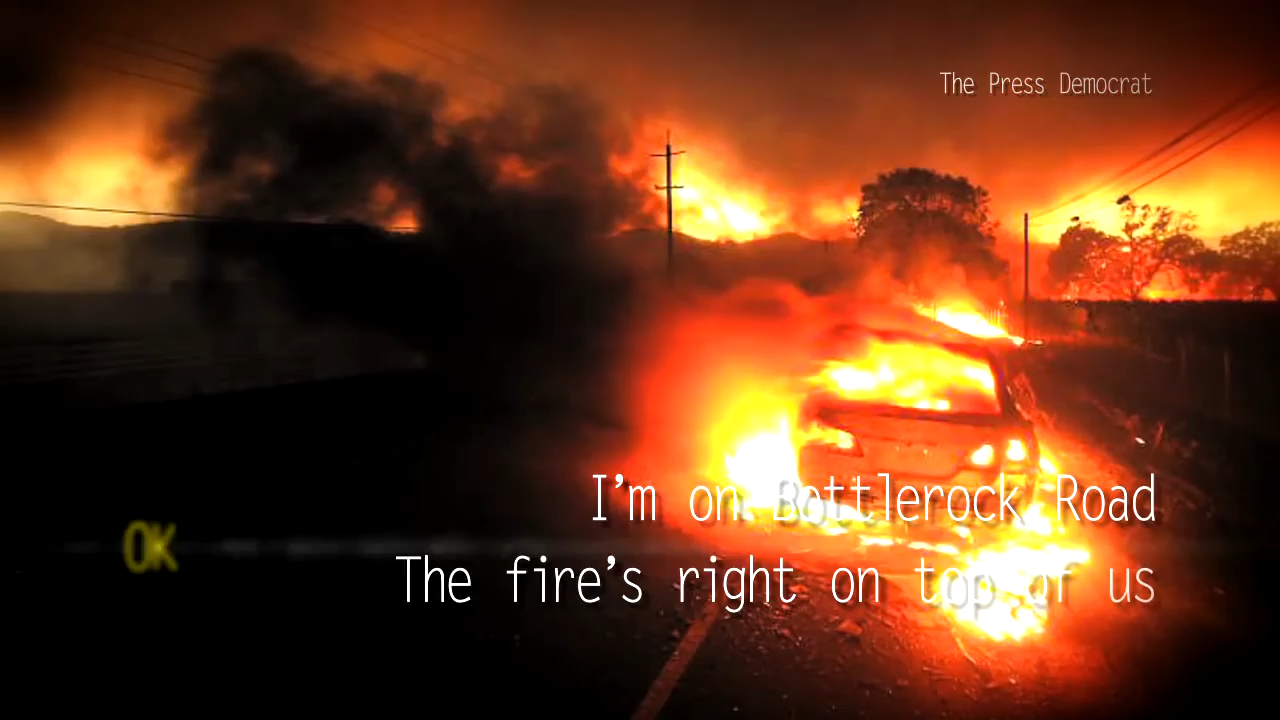 The Press Democrat
I'm on Bottlerock Road
OK
The fire's right on top of us